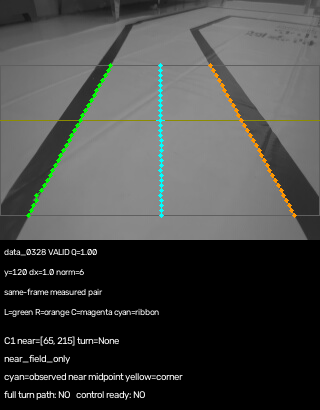 data_0328 VALID Q=1.00
y=120 dx=1.0 norm=6
same-frame measured pair
L=green R=orange C=magenta cyan=ribbon
C1 near=[65, 215] turn=None
near_field_only
cyan=observed near midpoint yellow=corner
full turn path: NO control ready: NO